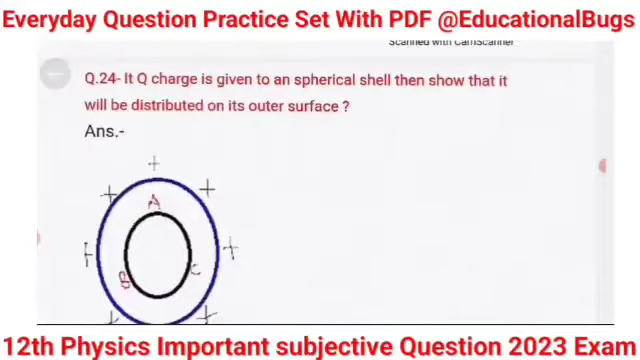 Everyday Question Practice Set With PDF @EducationalBugs
Scanned with CamScanner
Q.24- It Q charge is given to an spherical shell then show that it
will be distributed on its outer surface ?
Ans.-
+
+ +
A
+ +
B C
+ +
12th Physics Important subjective Question 2023 Exam